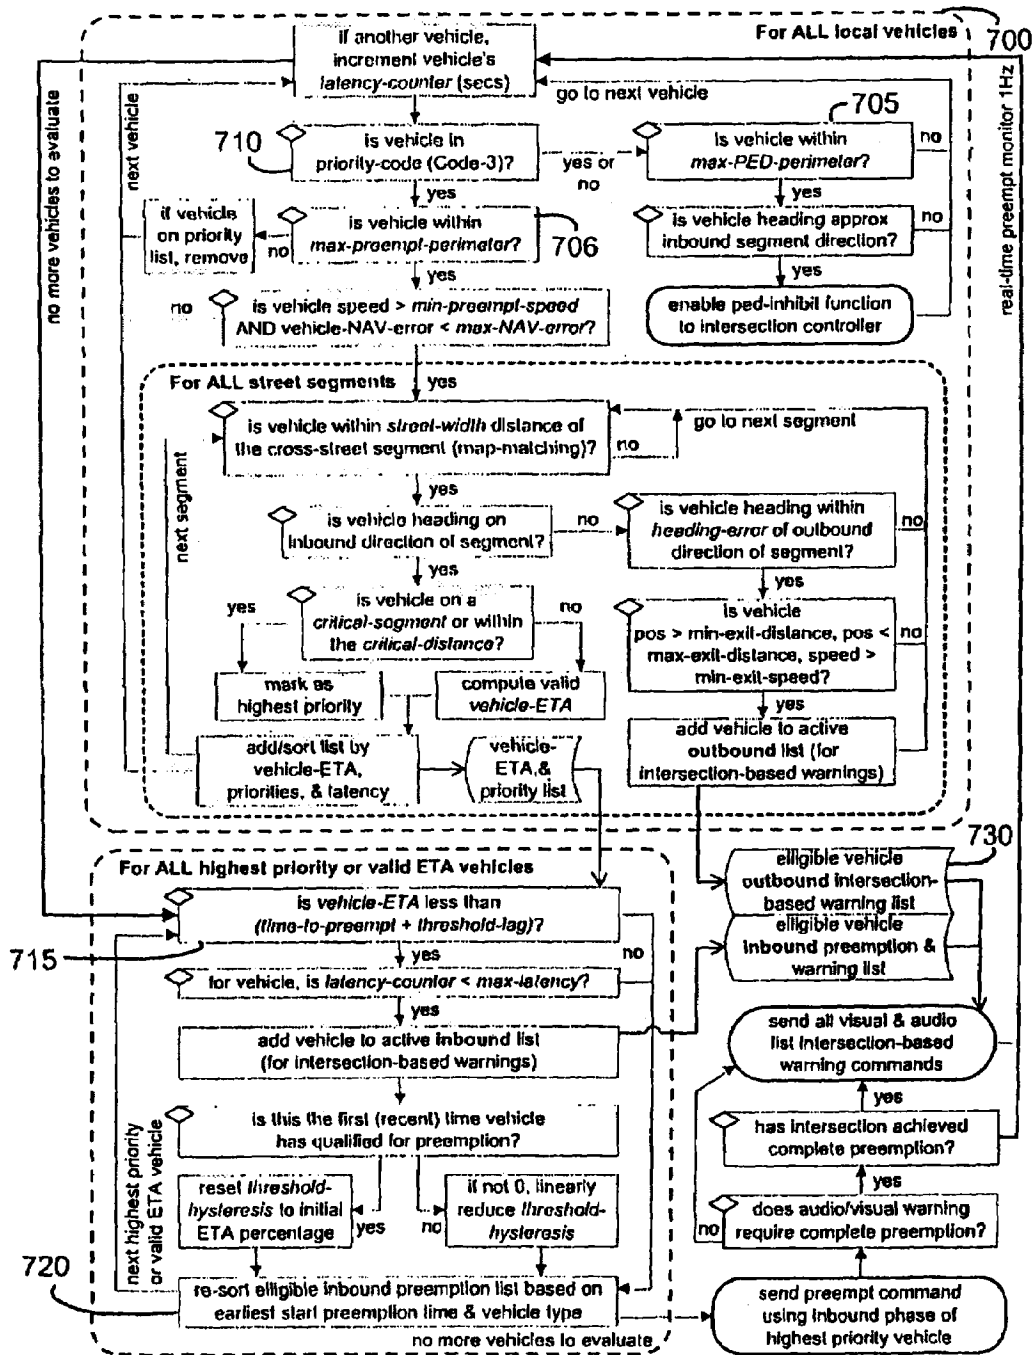 700
For ALL local vehicles
if another vehicle,
increment vehicle's
latency-counter (secs)
go to next vehicle
705
710
is vehicle in
priority-code (Code-3)?
yes or
no
is vehicle within
max-PED-perimeter?
no
yes
yes
if vehicle
on priority
list, remove
no
is vehicle within
max-preempt-perimeter?
706
is vehicle heading approx
inbound segment direction?
no
yes
yes
no
is vehicle speed > min-preempt-speed
AND vehicle-NAV-error < max-NAV-error?
enable ped-inhibit function
to intersection controller
no more vehicles to evaluate
next vehicle
real-time preempt monitor 1Hz
For ALL street segments
yes
is vehicle within street-width distance of
the cross-street segment (map-matching)?
no
go to next segment
next segment
yes
is vehicle heading on
inbound direction of segment?
no
is vehicle heading within
heading-error of outbound
direction of segment?
no
yes
yes
yes
is vehicle on a
critical-segment or within
the critical-distance?
no
is vehicle
pos > min-exit-distance, pos <
max-exit-distance, speed >
min-exit-speed?
no
mark as
highest priority
compute valid
vehicle-ETA
yes
add/sort list by
vehicle-ETA,
priorities, & latency
vehicle-
ETA,&
priority list
add vehicle to active
outbound list (for
intersection-based warnings)
730
For ALL highest priority or valid ETA vehicles
elligible vehicle
outbound intersection-
based warning list
is vehicle-ETA less than
(time-to-preempt + threshold-lag)?
elligible vehicle
inbound preemption &
warning list
715
yes
no
for vehicle, is latency-counter < max-latency?
yes
send all visual & audio
list intersection-based
warning commands
add vehicle to active inbound list
(for intersection-based warnings)
yes
is this the first (recent) time vehicle
has qualified for preemption?
has intersection achieved
complete preemption?
next highest priority
or valid ETA vehicle
yes
reset threshold-
hysteresis to initial
ETA percentage
yes
no
if not 0, linearly
reduce threshold-
hysteresis
no
does audio/visual warning
require complete preemption?
720
re-sort elligible inbound preemption list based on
earliest start preemption time & vehicle type
send preempt command
using inbound phase of
highest priority vehicle
no more vehicles to evaluate